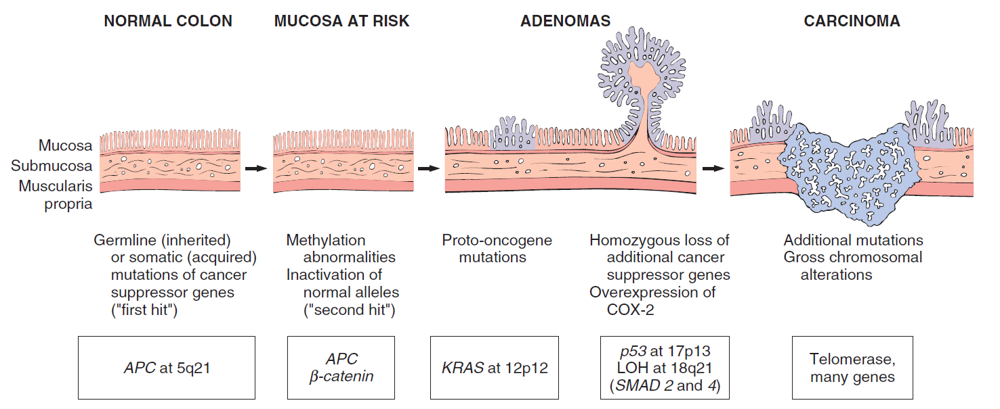 NORMAL COLON
MUCOSA AT RISK
ADENOMAS
CARCINOMA
Mucosa
Submucosa
Muscularis
propria
Germline (inherited)
or somatic (acquired)
mutations of cancer
suppressor genes
("first hit")
Methylation
abnormalities
Inactivation of
normal alleles
("second hit")
Proto-oncogene
mutations
Homozygous loss of
additional cancer
suppressor genes
Overexpression of
COX-2
Additional mutations
Gross chromosomal
alterations
APC at 5q21
APC
β-catenin
KRAS at 12p12
p53 at 17p13
LOH at 18q21
(SMAD 2 and 4)
Telomerase,
many genes